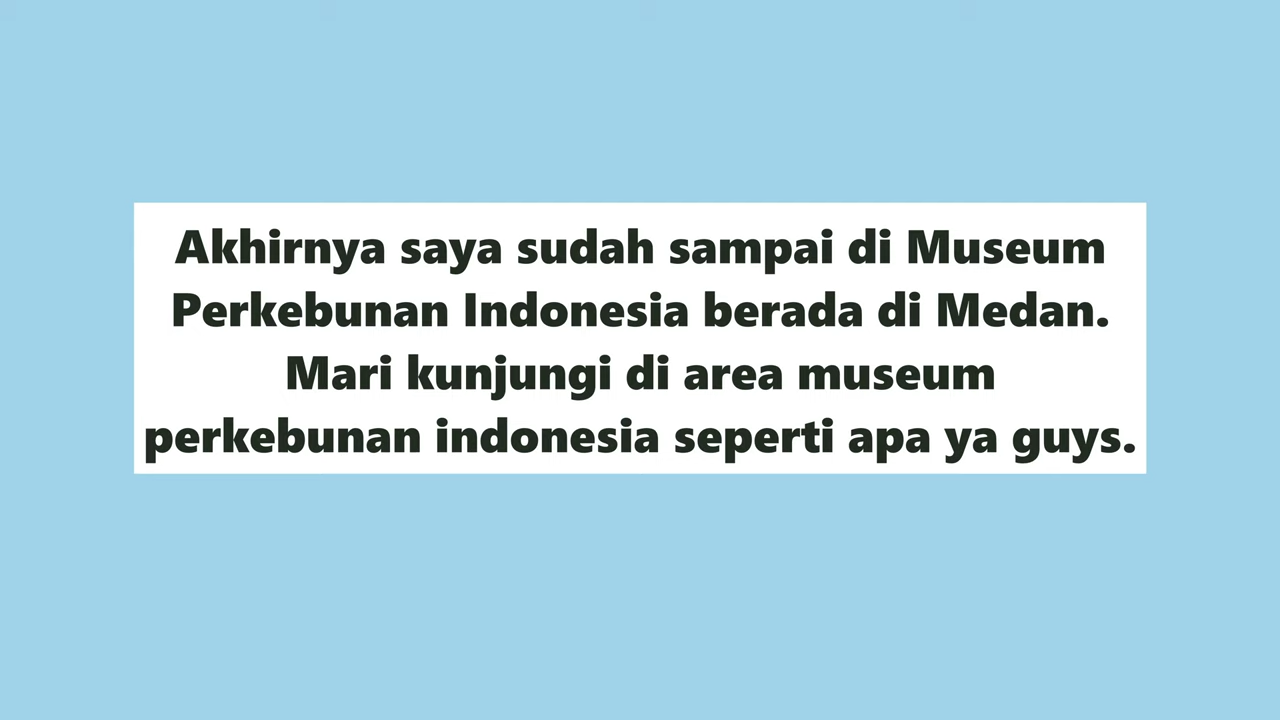 Akhirnya saya sudah sampai di Museum
Perkebunan Indonesia berada di Medan.
Mari kunjungi di area museum
perkebunan indonesia seperti apa ya guys.